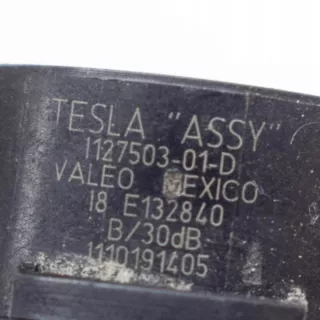 TESLA "ASSY"
1127503-01-D
VALEO MEXICO
18 E132840
B/30dB
1110191405